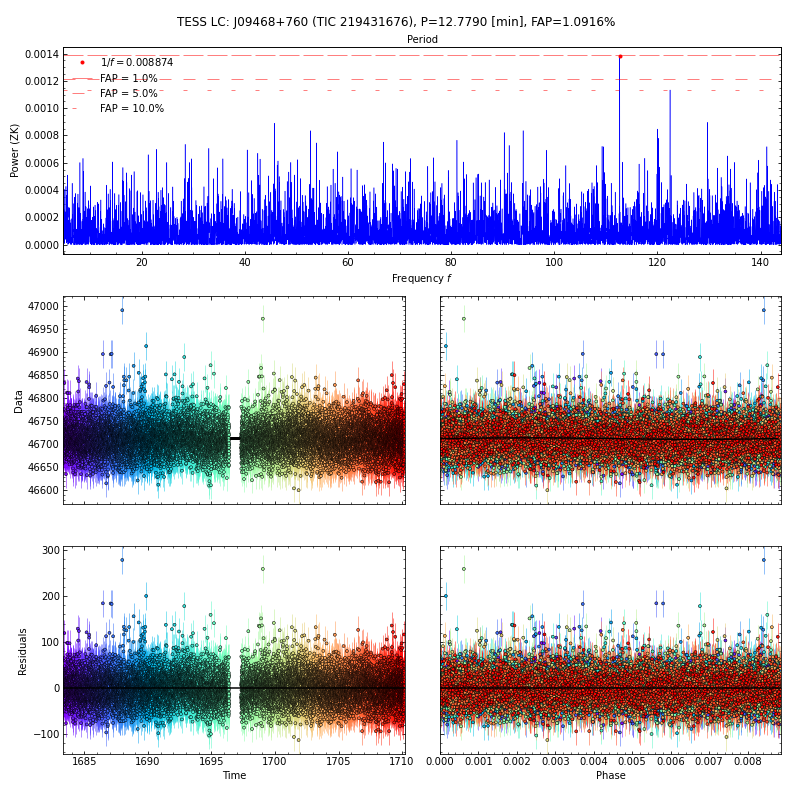 TESS LC: J09468+760 (TIC 219431676), P=12.7790 [min], FAP=1.0916%
Period
Power (ZK)
0.0014
0.0012
0.0010
0.0008
0.0006
0.0004
0.0002
0.0000
1/f = 0.008874
FAP = 1.0%
FAP = 5.0%
FAP = 10.0%
20 40 60 80 100 120 140
Frequency f
Data
47000
46950
46900
46850
46800
46750
46700
46650
46600
Residuals
300
200
100
0
−100
1685 1690 1695 1700 1705 1710
Time
0.000 0.001 0.002 0.003 0.004 0.005 0.006 0.007 0.008
Phase